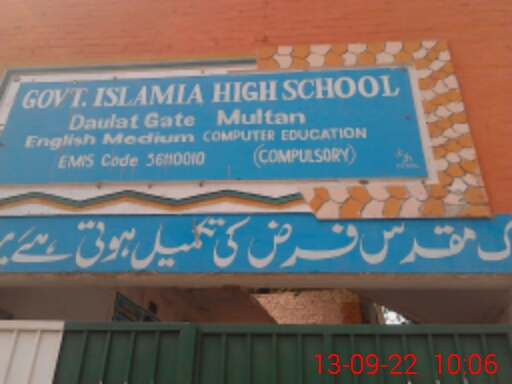 GOVT. ISLAMIA HIGH SCHOOL
Daulat Gate Multan
English Medium COMPUTER EDUCATION
EMIS Code 56110010 (COMPULSORY)
ک مقدس فرض کی تکمیل ہوتی ہے
13-09-22 10:06